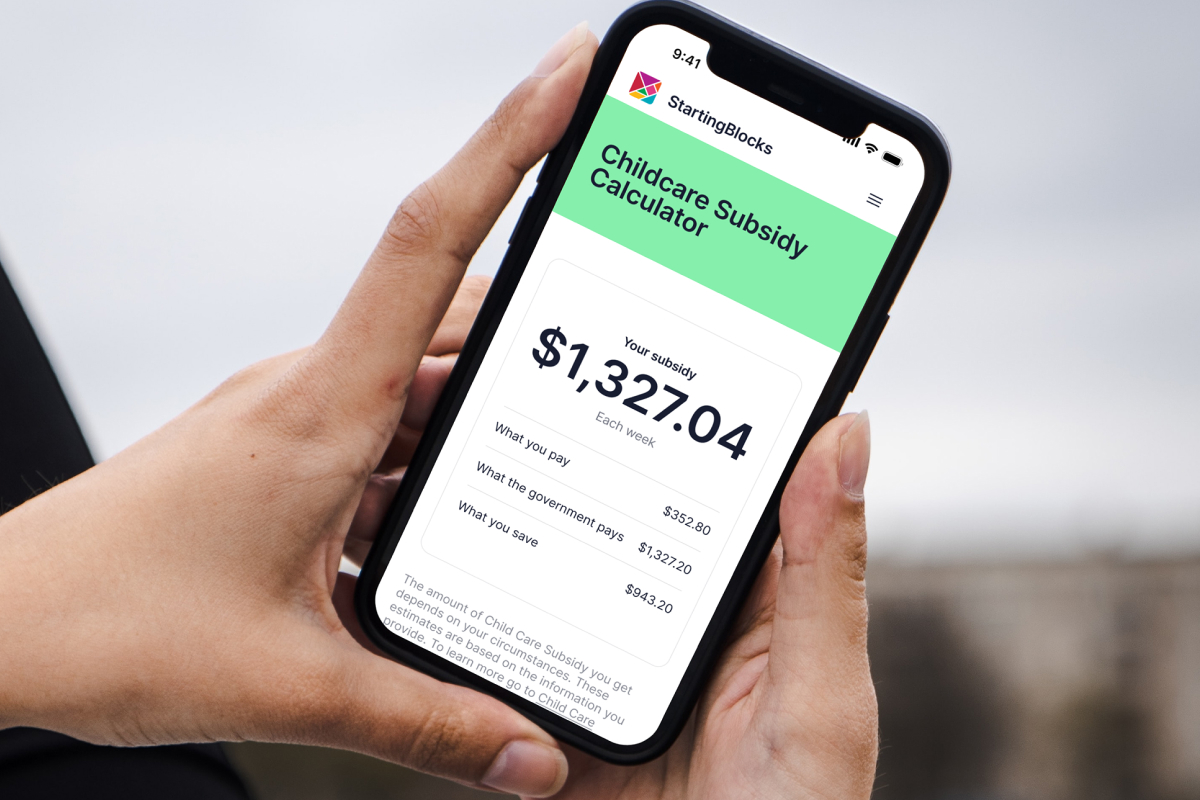 9:41
StartingBlocks
Childcare Subsidy
Calculator
Your subsidy
$1,327.04
Each week
What you pay
$352.80
What the government pays
$1,327.20
What you save
$943.20
The amount of Child Care Subsidy you get
depends on your circumstances. These
estimates are based on the information you
provide. To learn more go to Child Care